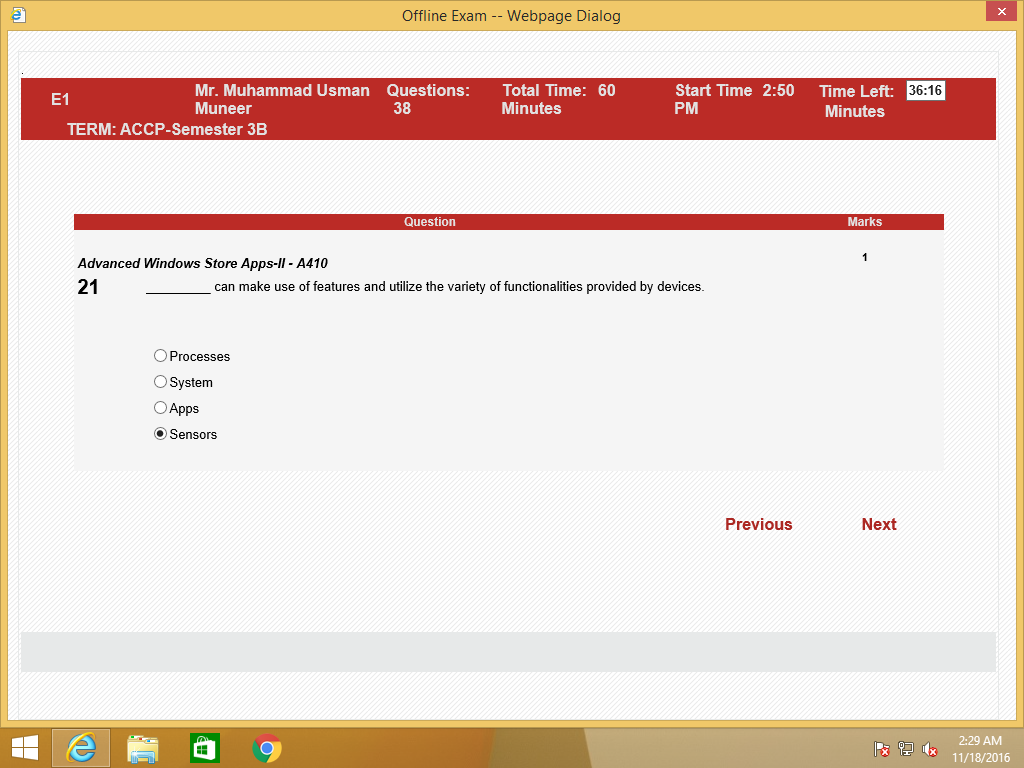 Offline Exam -- Webpage Dialog
.
E1
Mr. Muhammad Usman Muneer
Questions: 38
Total Time: 60 Minutes
Start Time 2:50 PM
Time Left: 36:16 Minutes
TERM: ACCP-Semester 3B
Question Marks
Advanced Windows Store Apps-II - A410
1
21 _________ can make use of features and utilize the variety of functionalities provided by devices.
Processes
System
Apps
Sensors
Previous Next
2:29 AM
11/18/2016